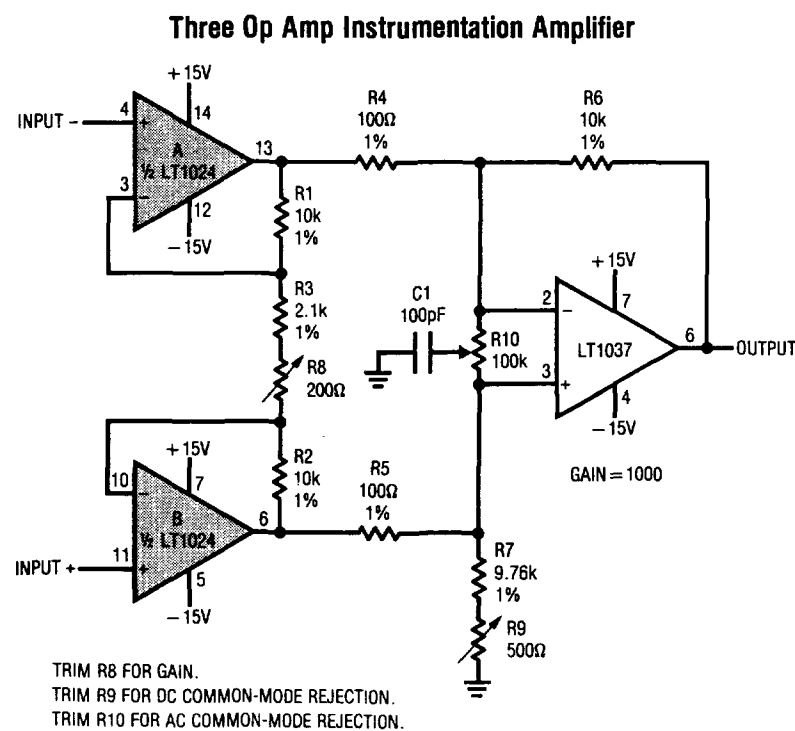 Three Op Amp Instrumentation Amplifier
+15V
INPUT −
4
+
14
A
½ LT1024
13
3
−
12
−15V
R4
100Ω
1%
R6
10k
1%
R1
10k
1%
R3
2.1k
1%
R8
200Ω
C1
100pF
R10
100k
+15V
2
−
7
LT1037
6
OUTPUT
3
+
4
−15V
GAIN = 1000
+15V
10
−
7
B
½ LT1024
6
INPUT +
11
+
5
−15V
R2
10k
1%
R5
100Ω
1%
R7
9.76k
1%
R9
500Ω
TRIM R8 FOR GAIN.
TRIM R9 FOR DC COMMON-MODE REJECTION.
TRIM R10 FOR AC COMMON-MODE REJECTION.